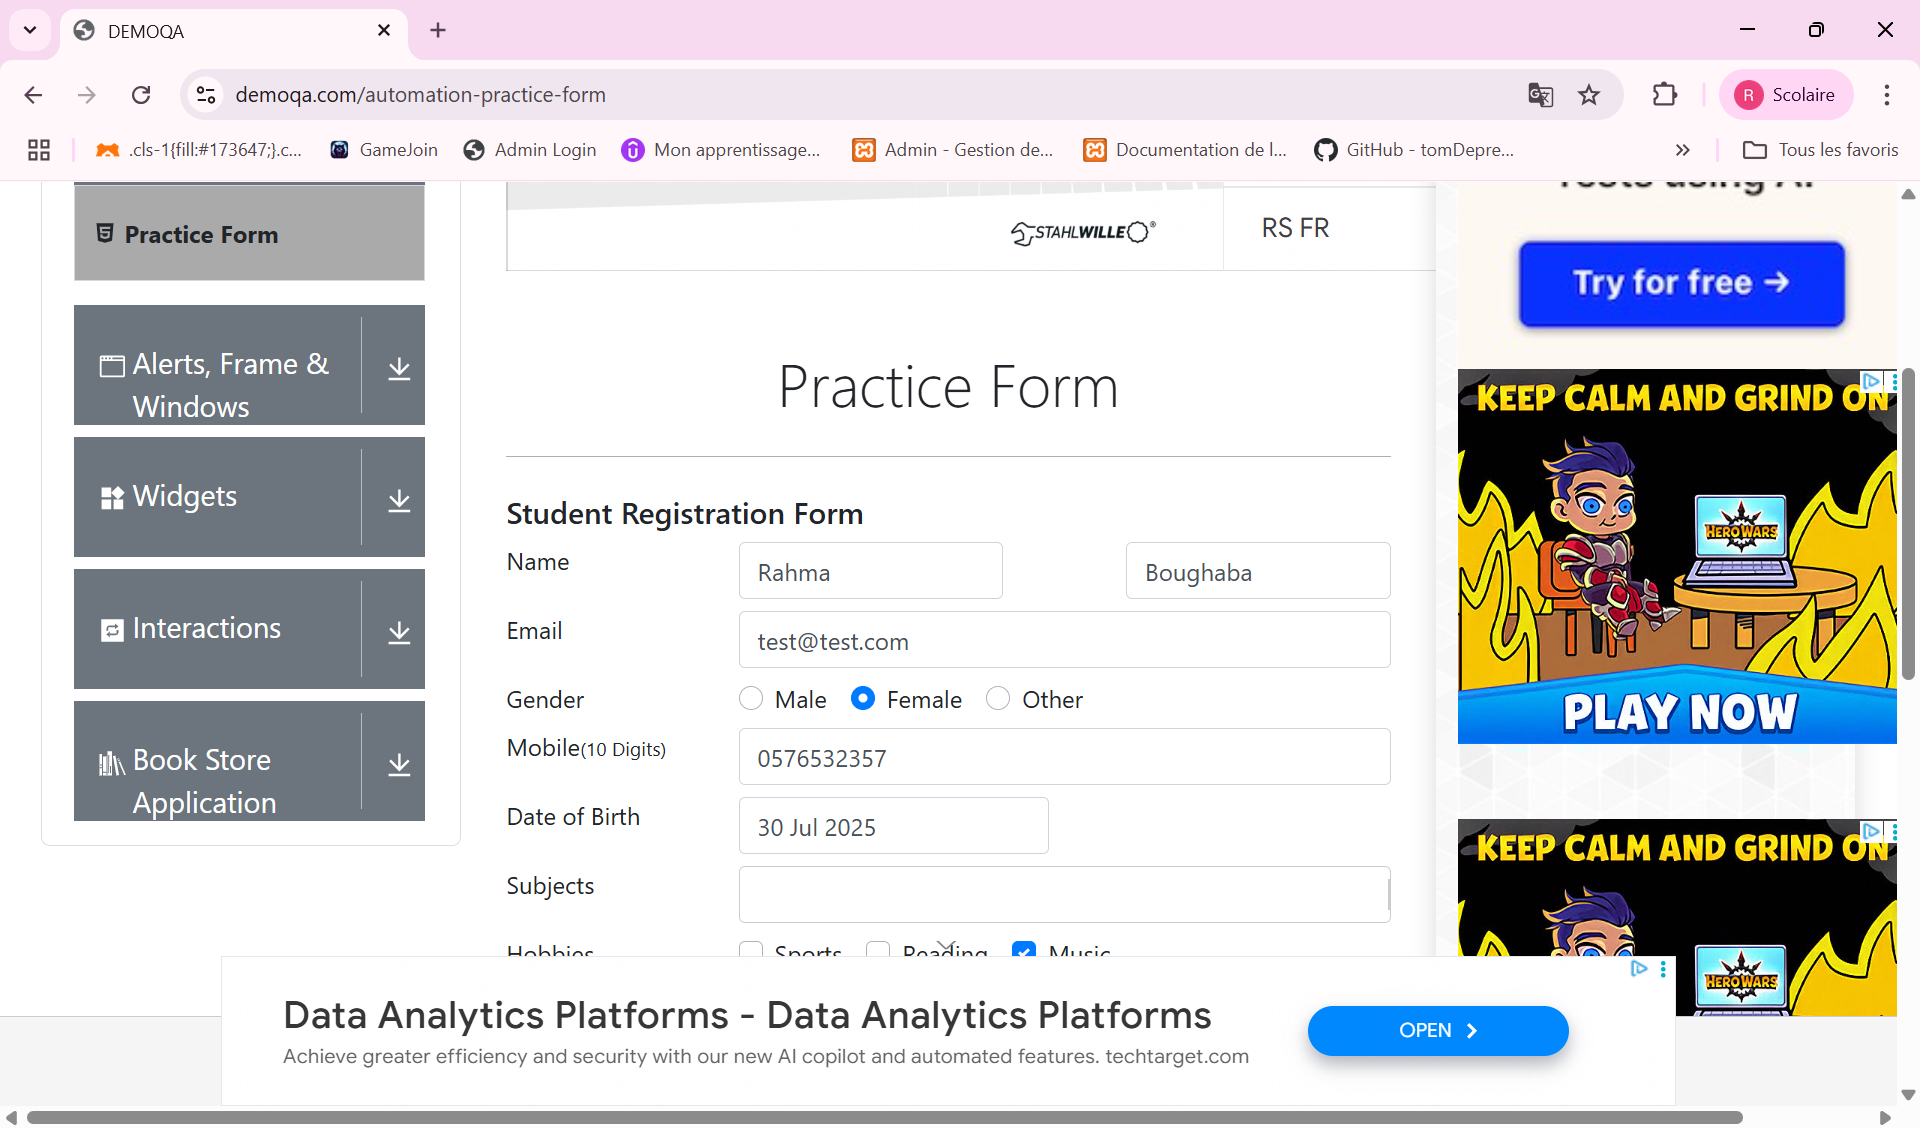 DEMOQA
demoqa.com/automation-practice-form
R Scolaire
.cls-1{fill:#173647;}.c...
GameJoin
Admin Login
Mon apprentissage...
Admin - Gestion de...
Documentation de l...
GitHub - tomDepre...
Tous les favoris
Practice Form
Alerts, Frame &
Windows
Widgets
Interactions
Book Store
Application
STAHLWILLE
RS FR
Practice Form
Student Registration Form
Name
Rahma
Boughaba
Email
test@test.com
Gender
Male
Female
Other
Mobile(10 Digits)
0576532357
Date of Birth
30 Jul 2025
Subjects
Hobbies
Sports
Reading
Music
Tests using AI.
Try for free →
KEEP CALM AND GRIND ON
HERO WARS
PLAY NOW
KEEP CALM AND GRIND ON
HERO WARS
Data Analytics Platforms - Data Analytics Platforms
Achieve greater efficiency and security with our new AI copilot and automated features. techtarget.com
OPEN